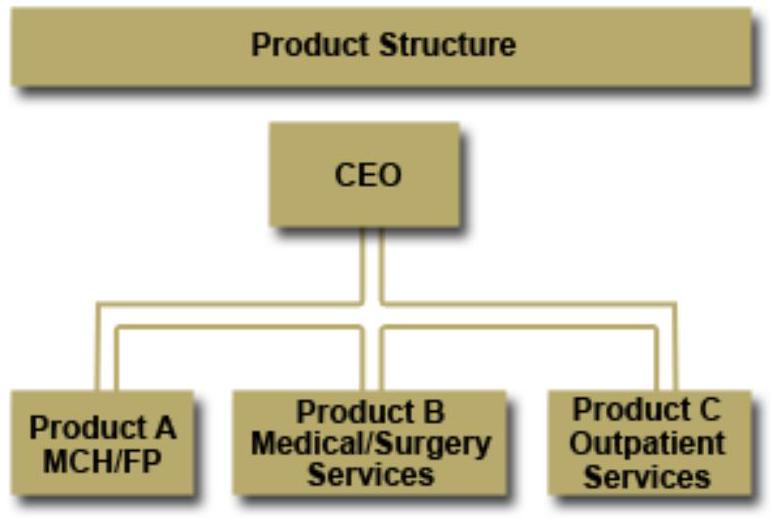 Product Structure
CEO
Product A
MCH/FP
Product B
Medical/Surgery
Services
Product C
Outpatient
Services